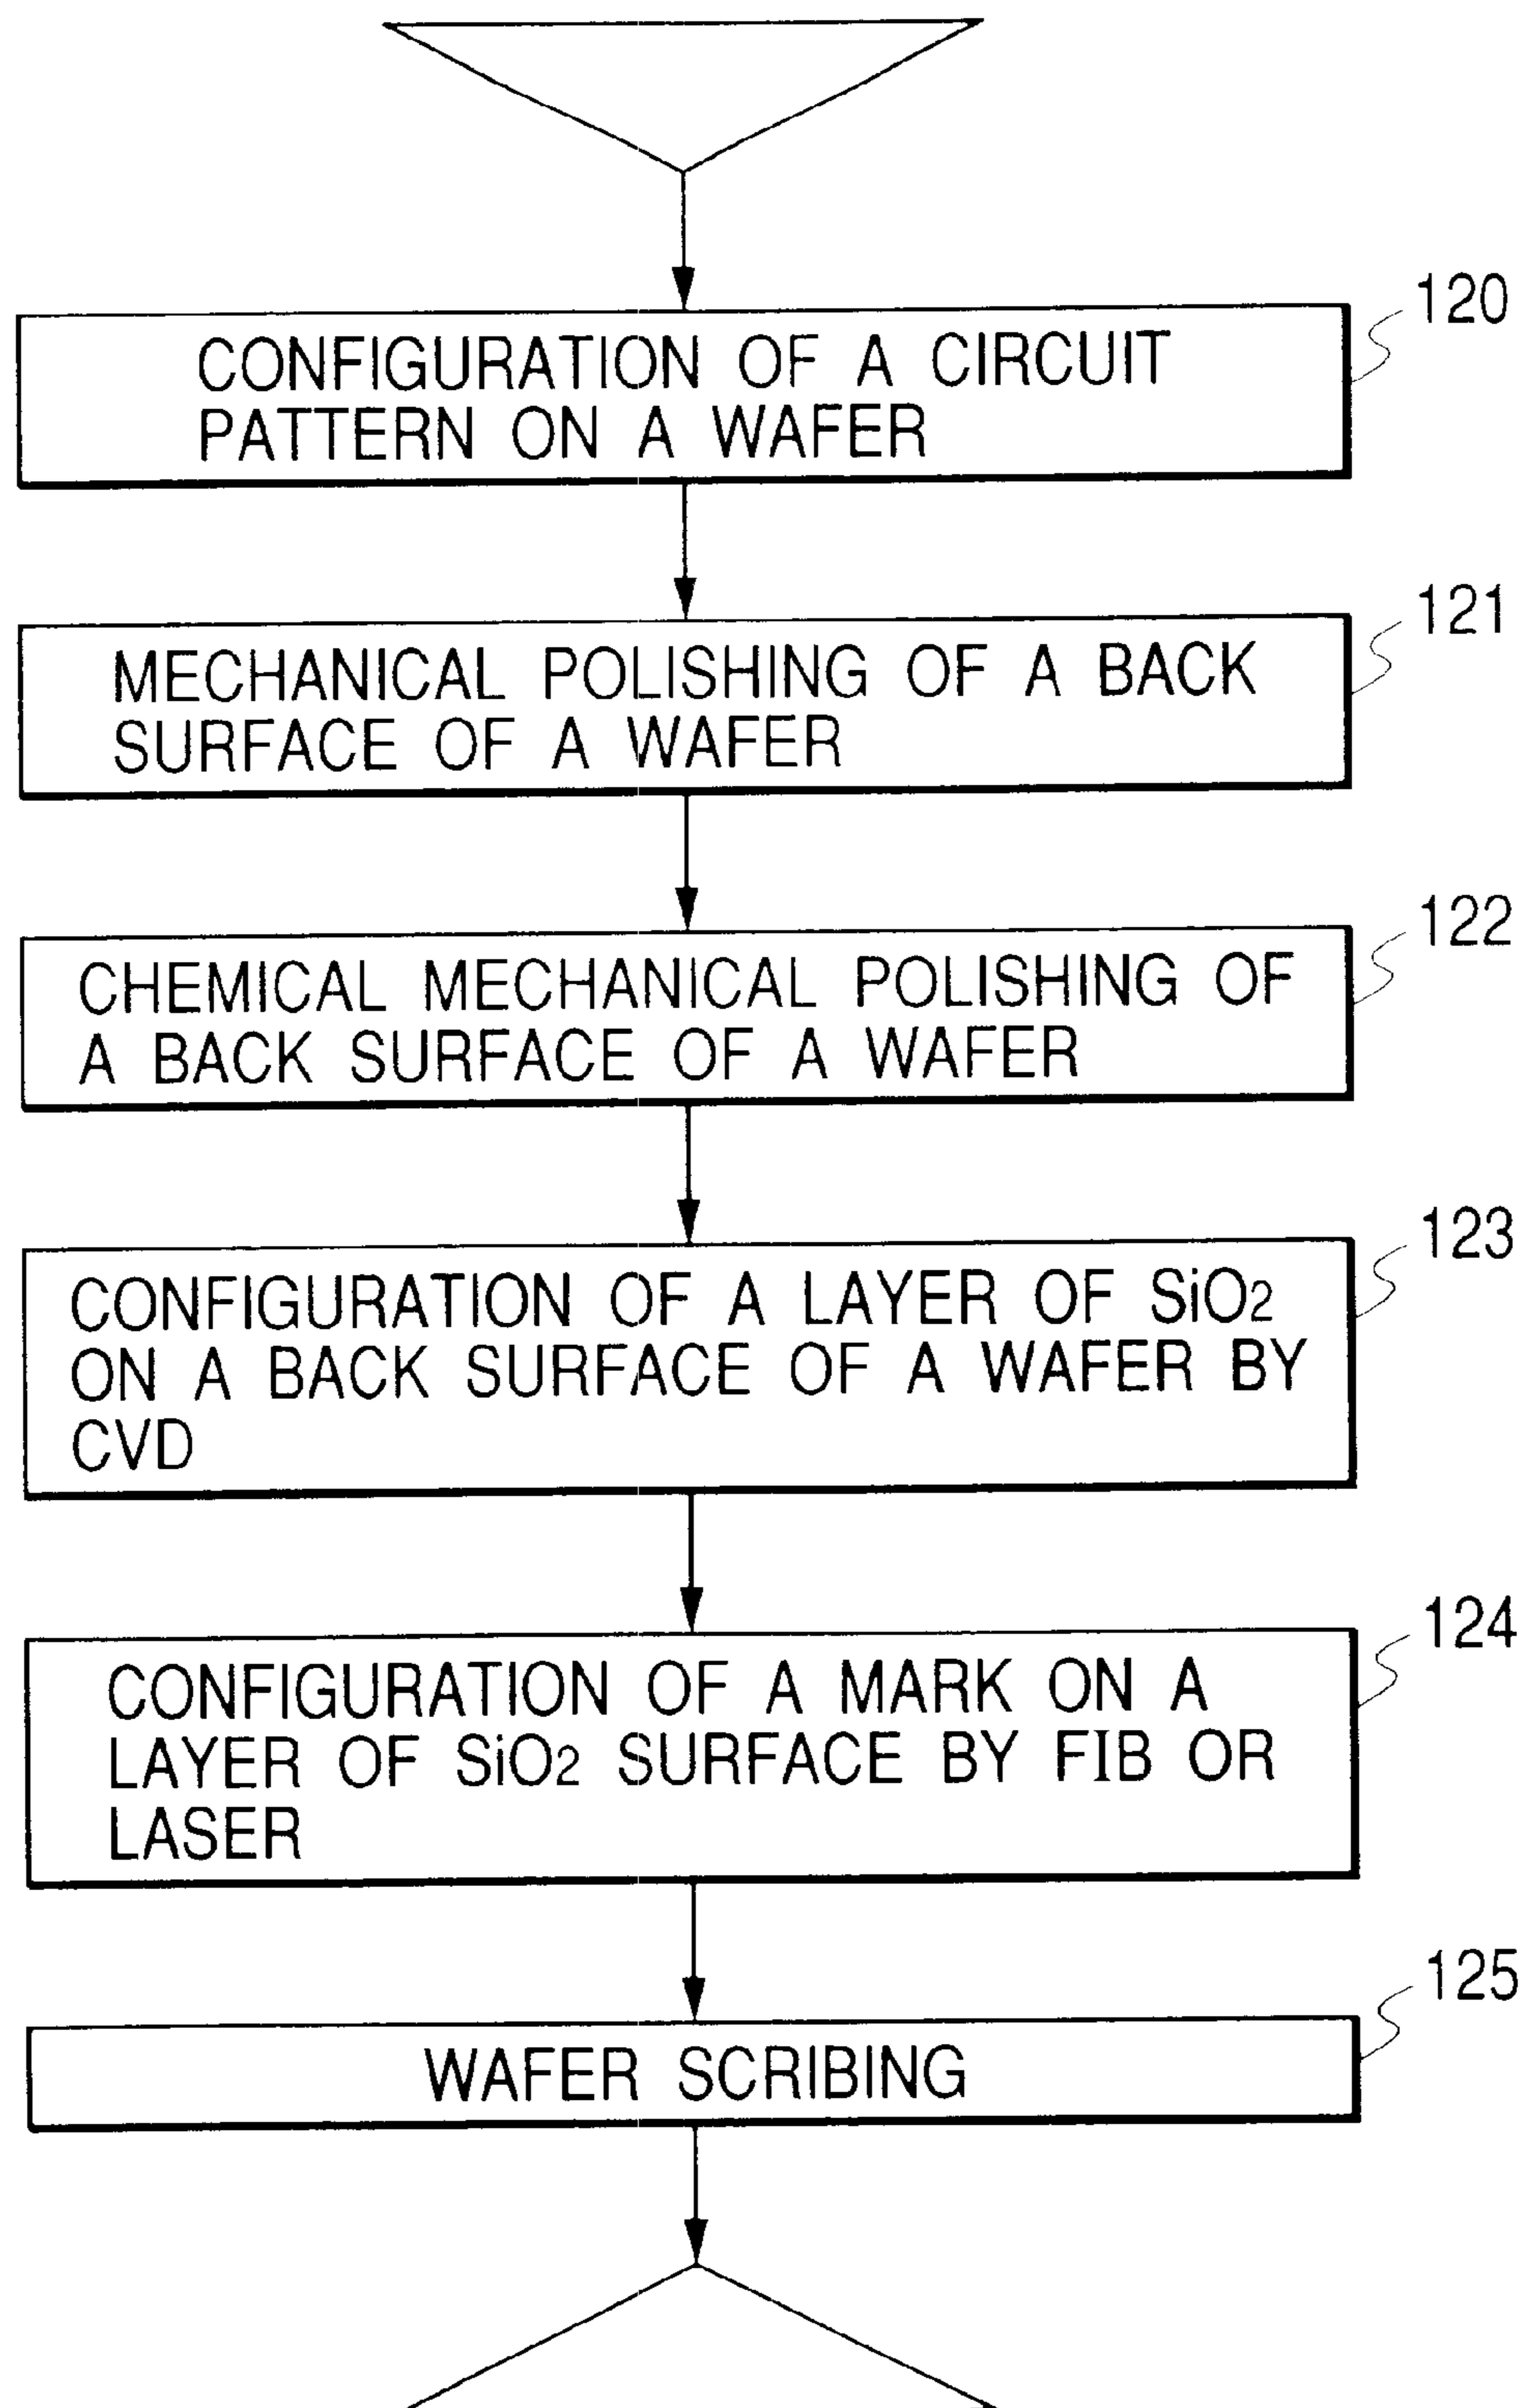 120
CONFIGURATION OF A CIRCUIT
PATTERN ON A WAFER
121
MECHANICAL POLISHING OF A BACK
SURFACE OF A WAFER
122
CHEMICAL MECHANICAL POLISHING OF
A BACK SURFACE OF A WAFER
123
CONFIGURATION OF A LAYER OF SiO2
ON A BACK SURFACE OF A WAFER BY
CVD
124
CONFIGURATION OF A MARK ON A
LAYER OF SiO2 SURFACE BY FIB OR
LASER
125
WAFER SCRIBING